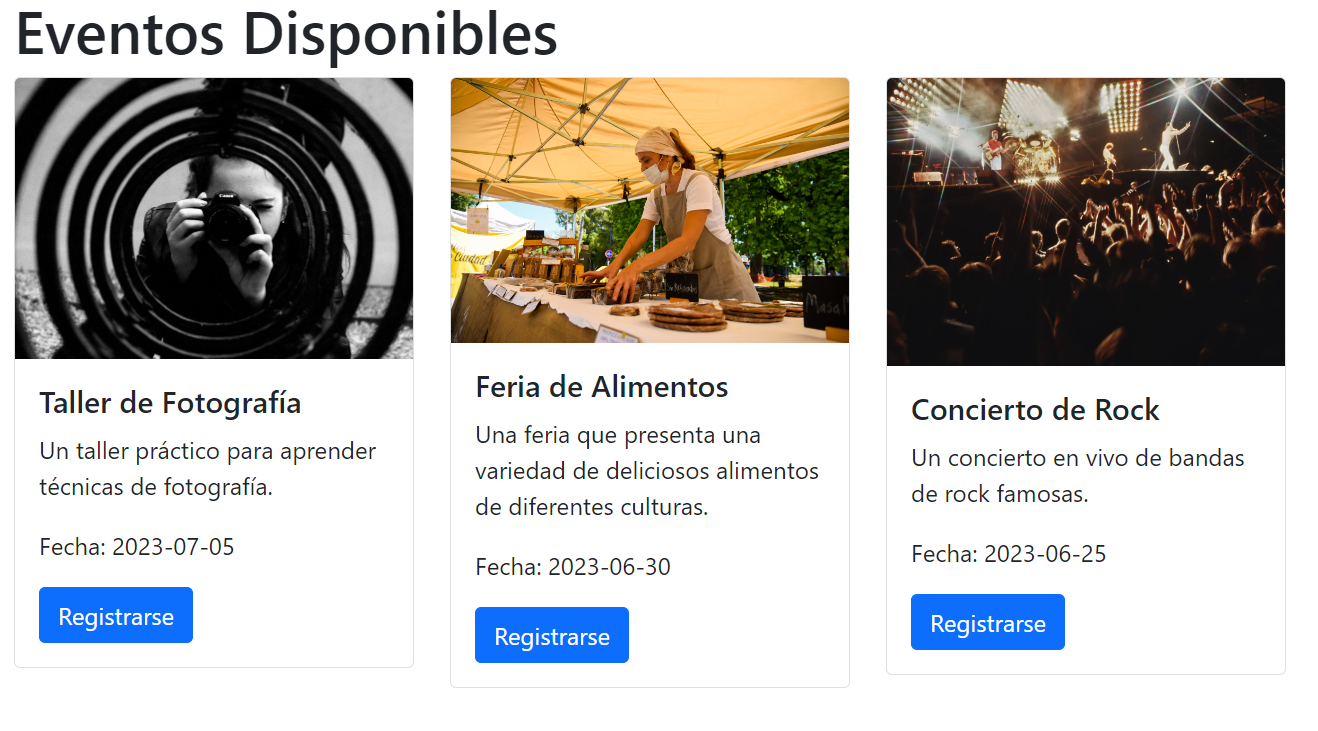 Eventos Disponibles
Canon
Ciudad
Taller de Fotografía
Un taller práctico para aprender
técnicas de fotografía.
Fecha: 2023-07-05
Registrarse
Feria de Alimentos
Una feria que presenta una
variedad de deliciosos alimentos
de diferentes culturas.
Fecha: 2023-06-30
Registrarse
Concierto de Rock
Un concierto en vivo de bandas
de rock famosas.
Fecha: 2023-06-25
Registrarse